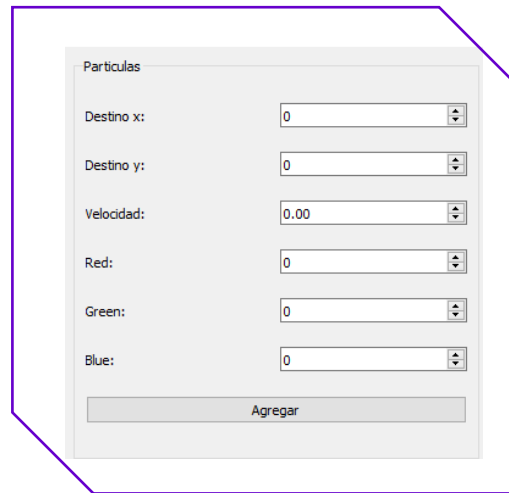 Particulas
Destino x: 0
Destino y: 0
Velocidad: 0.00
Red: 0
Green: 0
Blue: 0
Agregar